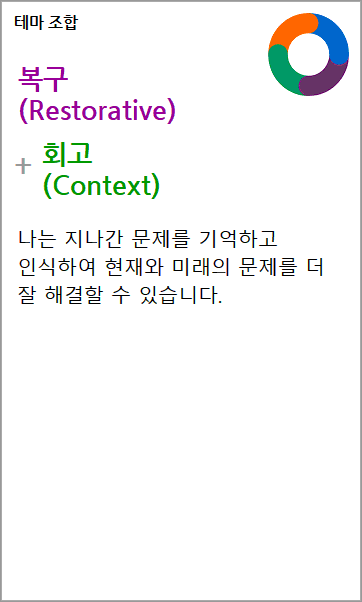 테마 조합
복구
(Restorative)
+ 회고
(Context)
나는 지나간 문제를 기억하고
인식하여 현재와 미래의 문제를 더
잘 해결할 수 있습니다.